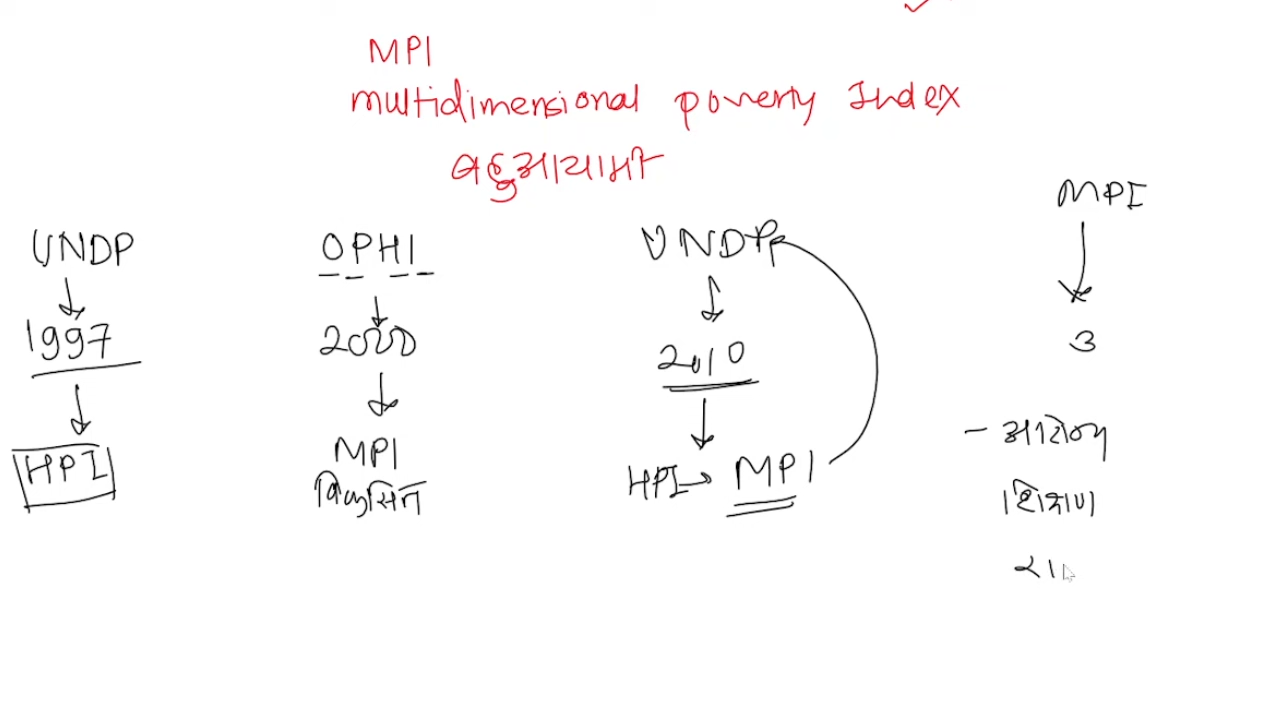 MPI
multidimensional poverty Index
बहुआयामी
MPI
UNDP
OPHI
UNDP
1997
2000
2010
3
HPI
MPI
विकसित
HPI → MPI
- आरोग्य
शिक्षण
रा